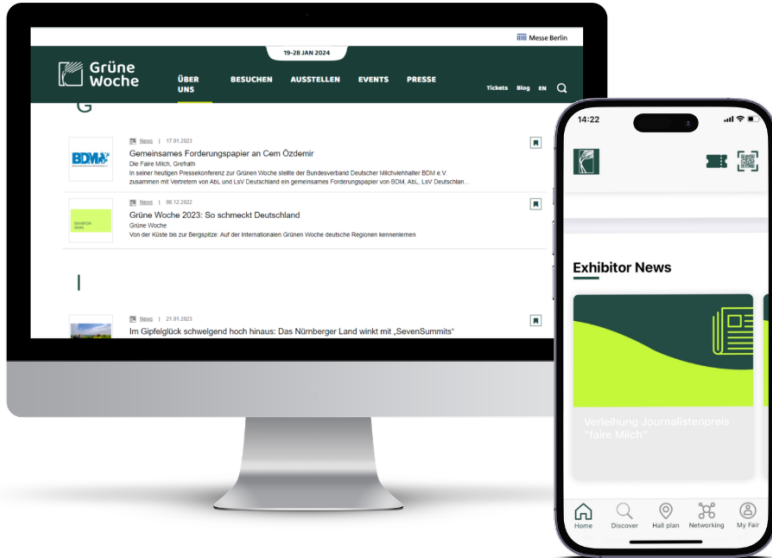 Messe Berlin
19-28 JAN 2024
Grüne
Woche
ÜBER
UNS
BESUCHEN
AUSSTELLEN
EVENTS
PRESSE
Tickets Blog EN
G
News | 17.01.2023
BDM
Gemeinsames Forderungspapier an Cem Özdemir
Die Faire Milch, Grefrath
In seiner heutigen Pressekonferenz zur Grünen Woche stellte der Bundesverband Deutscher Milchviehhalter BDM e.V.
zusammen mit Vertretern von AbL und LsV Deutschland ein gemeinsames Forderungspapier von BDM, AbL, LsV Deutschlan...
News | 08.12.2022
EXHIBITOR
NEWS
Grüne Woche 2023: So schmeckt Deutschland
Grüne Woche
Von der Küste bis zur Bergspitze: Auf der Internationalen Grünen Woche deutsche Regionen kennenlernen
I
News | 21.01.2023
Im Gipfelglück schwelgend hoch hinaus: Das Nürnberger Land winkt mit „SevenSummits"
14:22
Exhibitor News
Verleihung Journalistenpreis
"faire Milch"
Home
Discover
Hall plan
Networking
My Fair